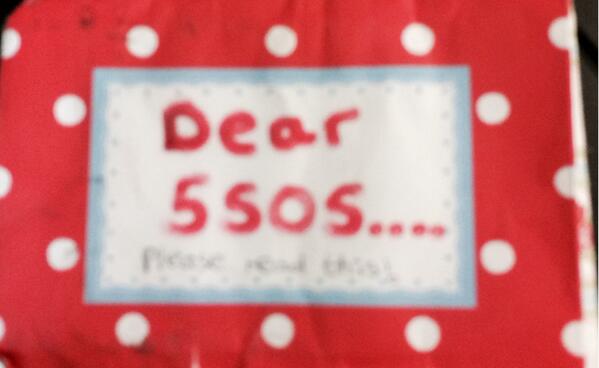 Dear
5SOS....
Please read this!